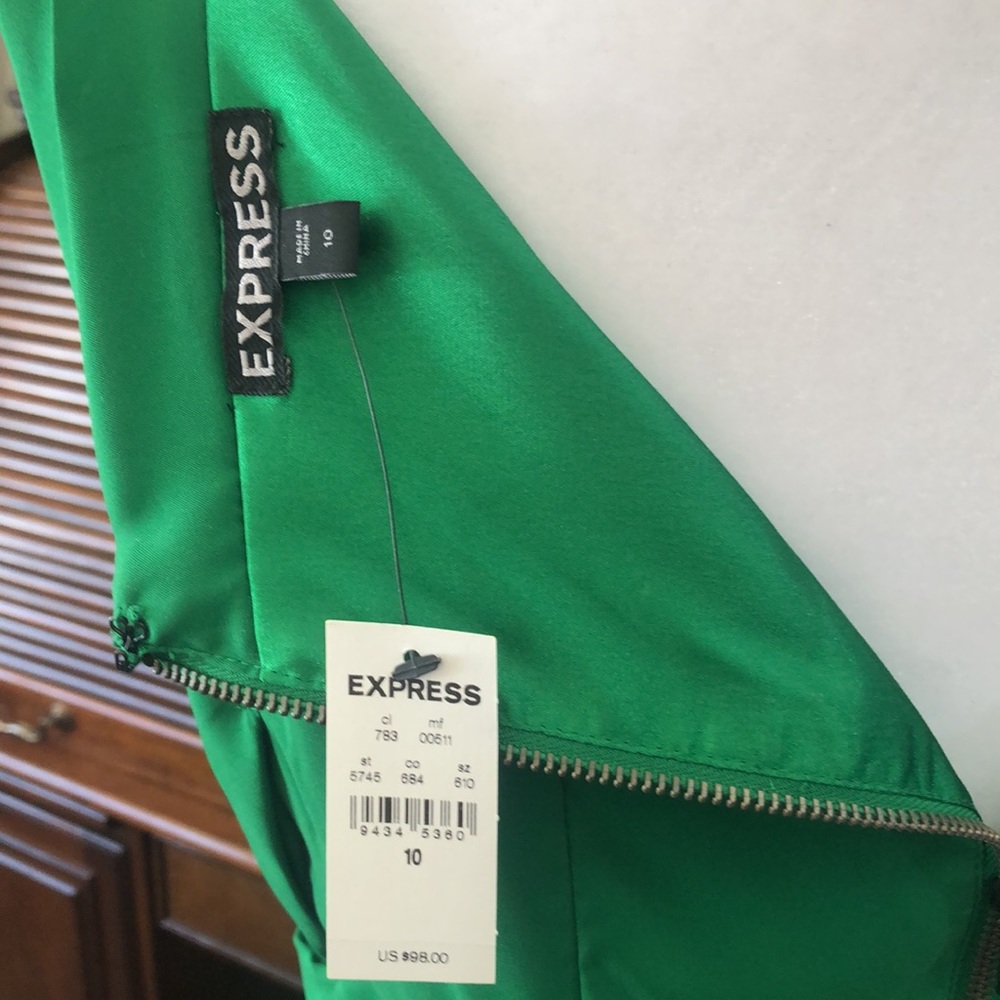 EXPRESS
MADE IN
CHINA
10
EXPRESS
cl mf
783 00511
st co sz
5745 684 610
9434 5360
10
US $98.00